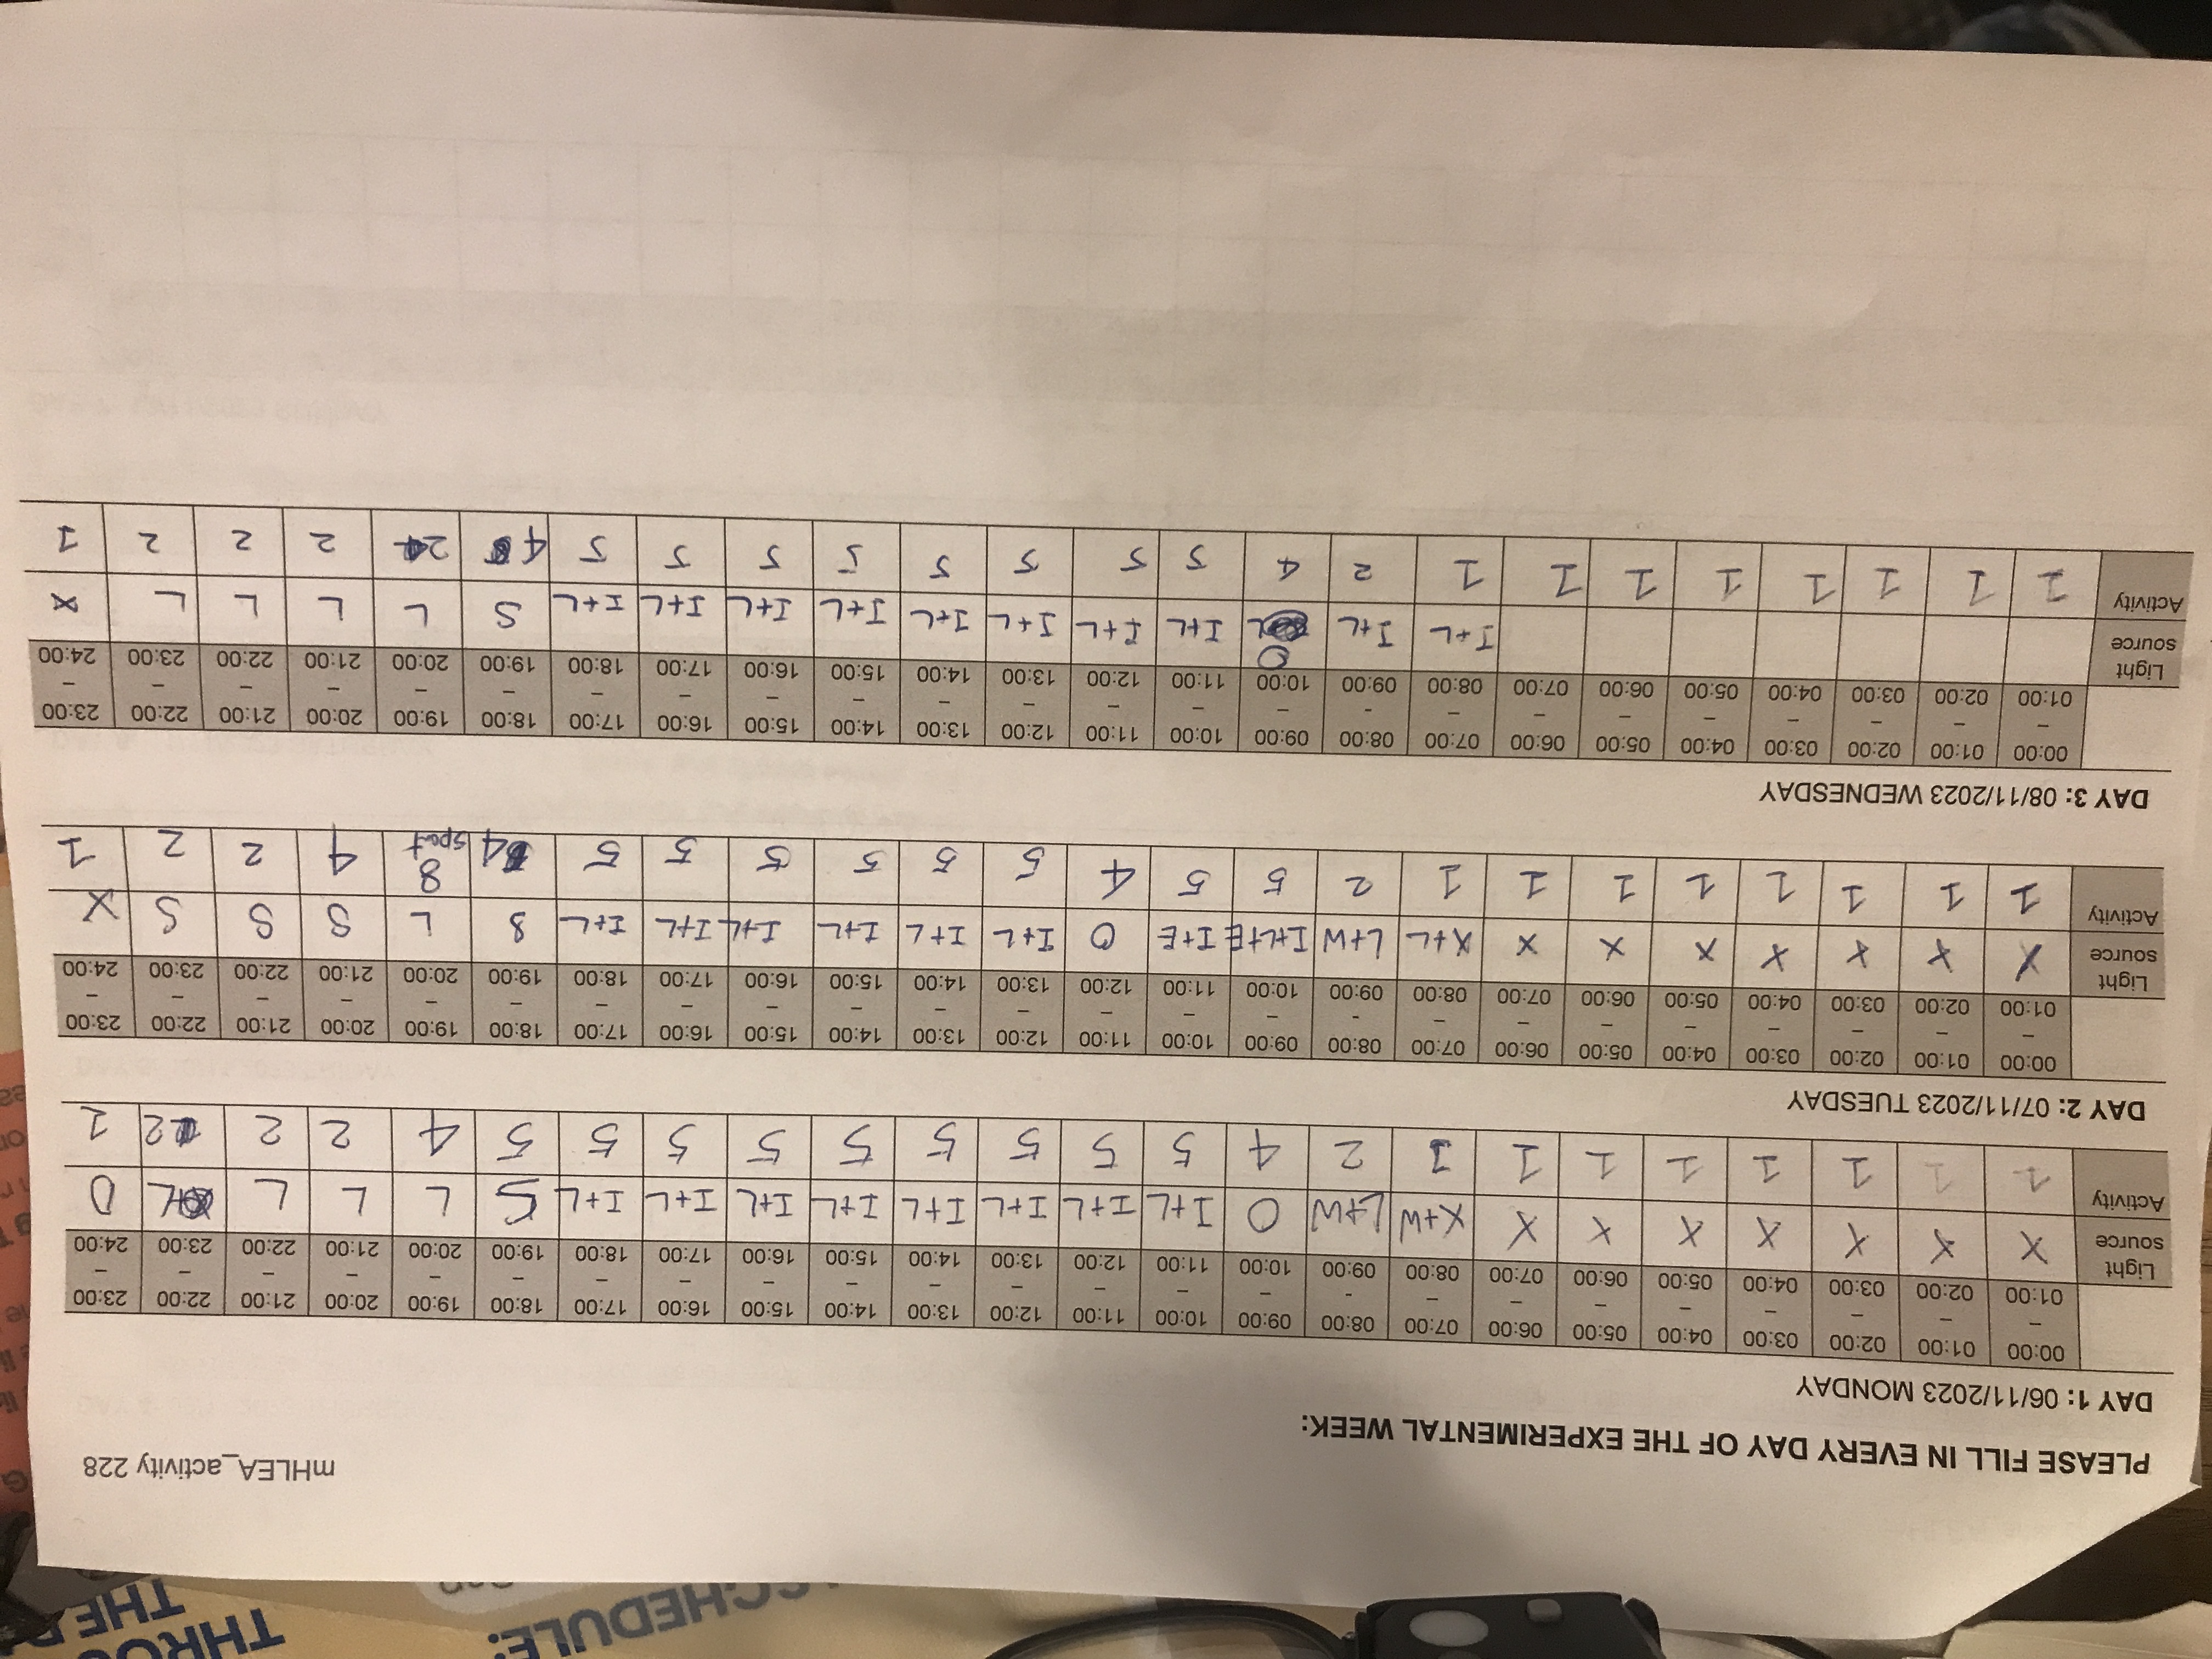 mHLEA_activity 228
PLEASE FILL IN EVERY DAY OF THE EXPERIMENTAL WEEK:
DAY 1: 06/11/2023 MONDAY
00:00 – 01:00 01:00 – 02:00 02:00 – 03:00 03:00 – 04:00 04:00 – 05:00 05:00 – 06:00 06:00 – 07:00 07:00 – 08:00 08:00 – 09:00 09:00 – 10:00 10:00 – 11:00 11:00 – 12:00 12:00 – 13:00 13:00 – 14:00 14:00 – 15:00 15:00 – 16:00 16:00 – 17:00 17:00 – 18:00 18:00 – 19:00 19:00 – 20:00 20:00 – 21:00 21:00 – 22:00 22:00 – 23:00 23:00 – 24:00
Light source X X X X X X X X+W L+W O I+L I+L I+L I+L I+L I+L I+L I+L S L L L L O
Activity 1 1 1 1 1 1 1 1 2 4 5 5 5 5 5 5 5 5 5 4 2 2 2 1
DAY 2: 07/11/2023 TUESDAY
00:00 – 01:00 01:00 – 02:00 02:00 – 03:00 03:00 – 04:00 04:00 – 05:00 05:00 – 06:00 06:00 – 07:00 07:00 – 08:00 08:00 – 09:00 09:00 – 10:00 10:00 – 11:00 11:00 – 12:00 12:00 – 13:00 13:00 – 14:00 14:00 – 15:00 15:00 – 16:00 16:00 – 17:00 17:00 – 18:00 18:00 – 19:00 19:00 – 20:00 20:00 – 21:00 21:00 – 22:00 22:00 – 23:00 23:00 – 24:00
Light source X X X X X X X X+L L+W I+L+E I+E O I+L I+L I+L I+L I+L I+L S L S S S X
Activity 1 1 1 1 1 1 1 1 2 5 5 4 5 5 5 5 5 5 4 8 sport 4 2 2 1
DAY 3: 08/11/2023 WEDNESDAY
00:00 – 01:00 01:00 – 02:00 02:00 – 03:00 03:00 – 04:00 04:00 – 05:00 05:00 – 06:00 06:00 – 07:00 07:00 – 08:00 08:00 – 09:00 09:00 – 10:00 10:00 – 11:00 11:00 – 12:00 12:00 – 13:00 13:00 – 14:00 14:00 – 15:00 15:00 – 16:00 16:00 – 17:00 17:00 – 18:00 18:00 – 19:00 19:00 – 20:00 20:00 – 21:00 21:00 – 22:00 22:00 – 23:00 23:00 – 24:00
Light source I+L I+L O I+L I+L I+L I+L I+L I+L I+L I+L S L L L L X
Activity 1 1 1 1 1 1 1 1 2 4 5 5 5 5 5 5 5 5 4 2 2 2 2 1
SCHEDULE: